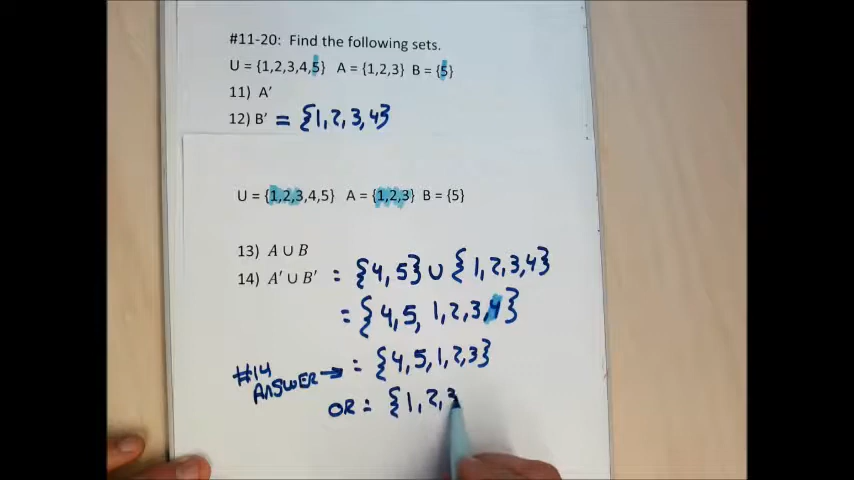 #11-20: Find the following sets.
U = {1,2,3,4,5} A = {1,2,3} B = {5}
11) A′
12) B′ = {1,2,3,4}
U = {1,2,3,4,5} A = {1,2,3} B = {5}
13) A ∪ B
14) A′ ∪ B′ = {4,5} ∪ {1,2,3,4}
= {4,5,1,2,3,4}
#14 ANSWER → = {4,5,1,2,3}
OR = {1,2,3